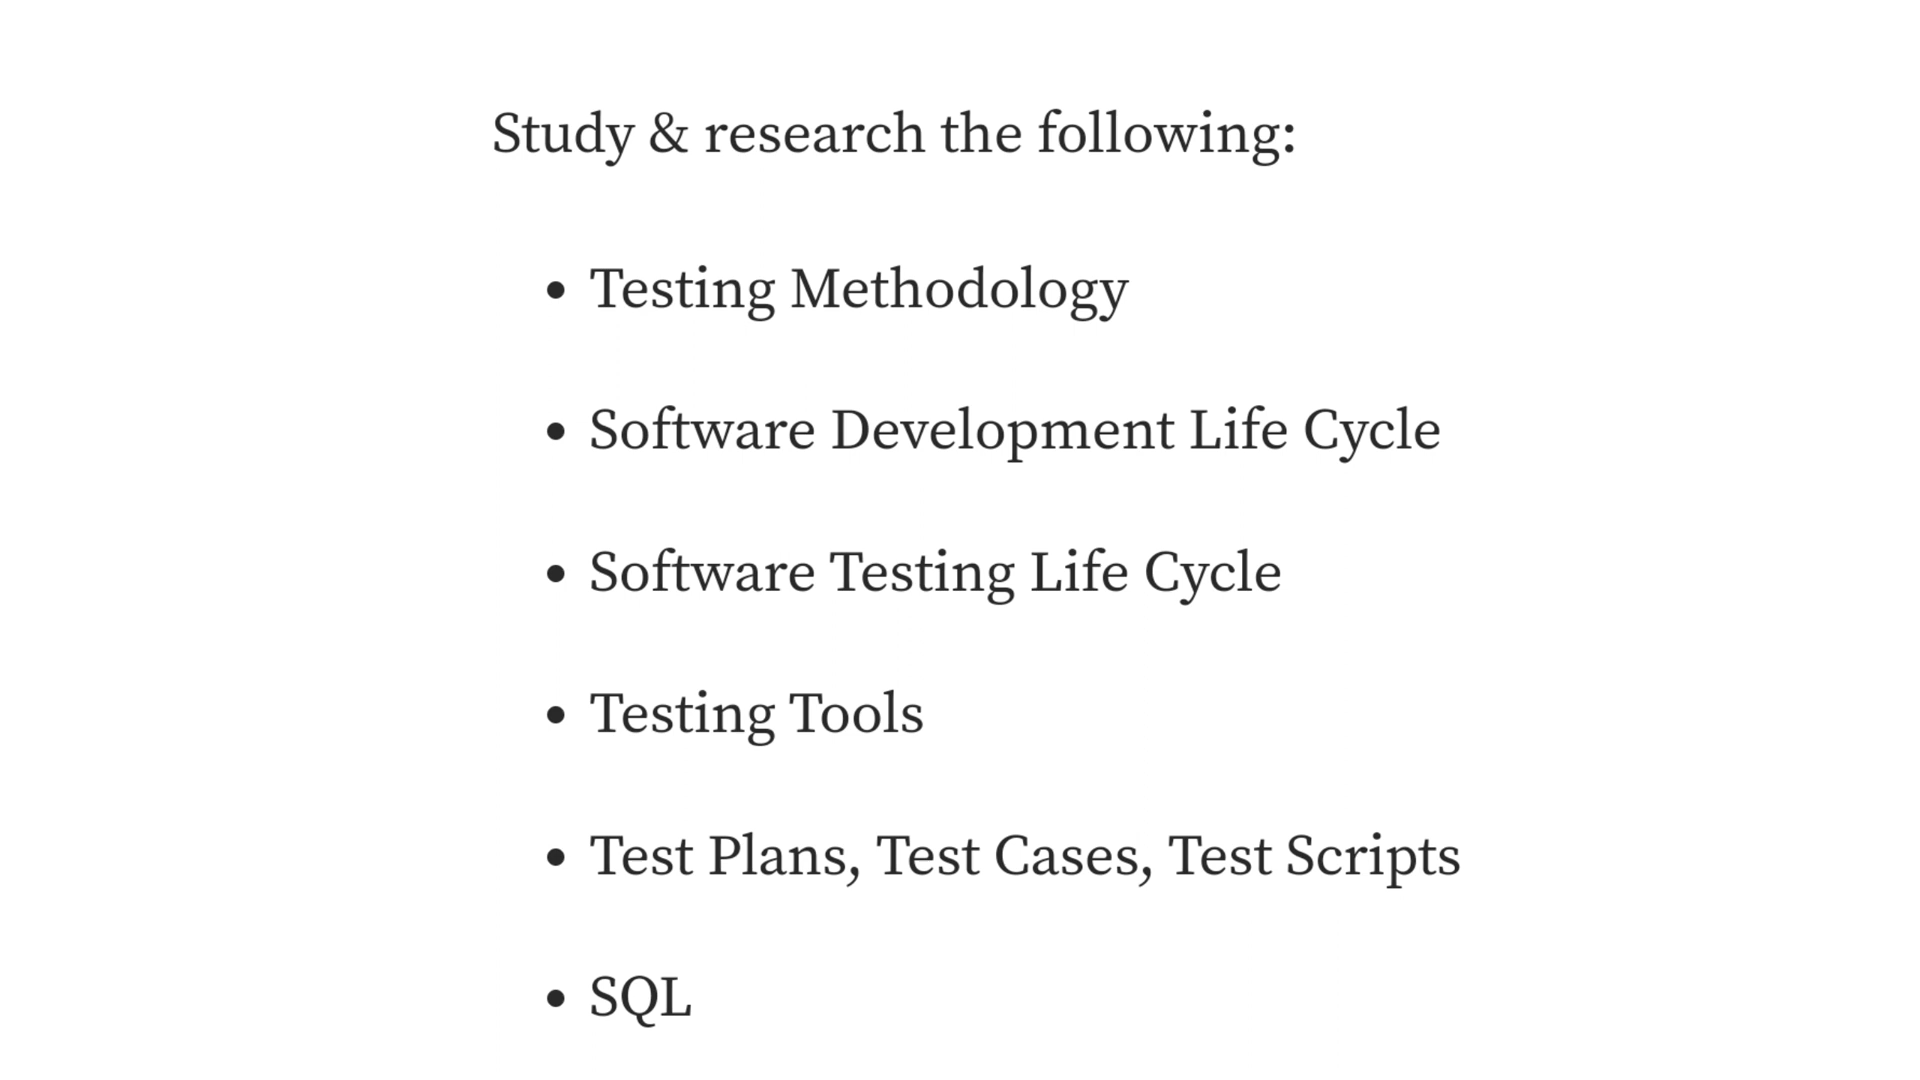 Study & research the following:
• Testing Methodology
• Software Development Life Cycle
• Software Testing Life Cycle
• Testing Tools
• Test Plans, Test Cases, Test Scripts
• SQL